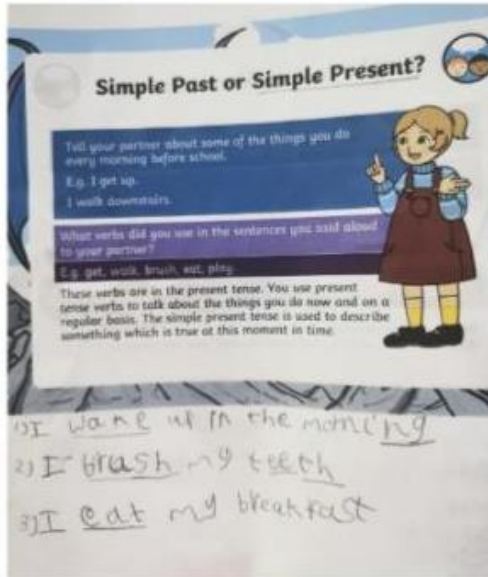 Simple Past or Simple Present?
Tell your partner about some of the things you do
every morning before school.
E.g. I get up.
I walk downstairs.
What verbs did you use in the sentences you said aloud
to your partner?
E.g. get, walk, brush, eat, play.
These verbs are in the present tense. You use present
tense verbs to talk about the things you do now and on a
regular basis. The simple present tense is used to describe
something which is true at this moment in time.
1) I wake up in the morning
2) I brash my teeth
3) I eat my breakfast